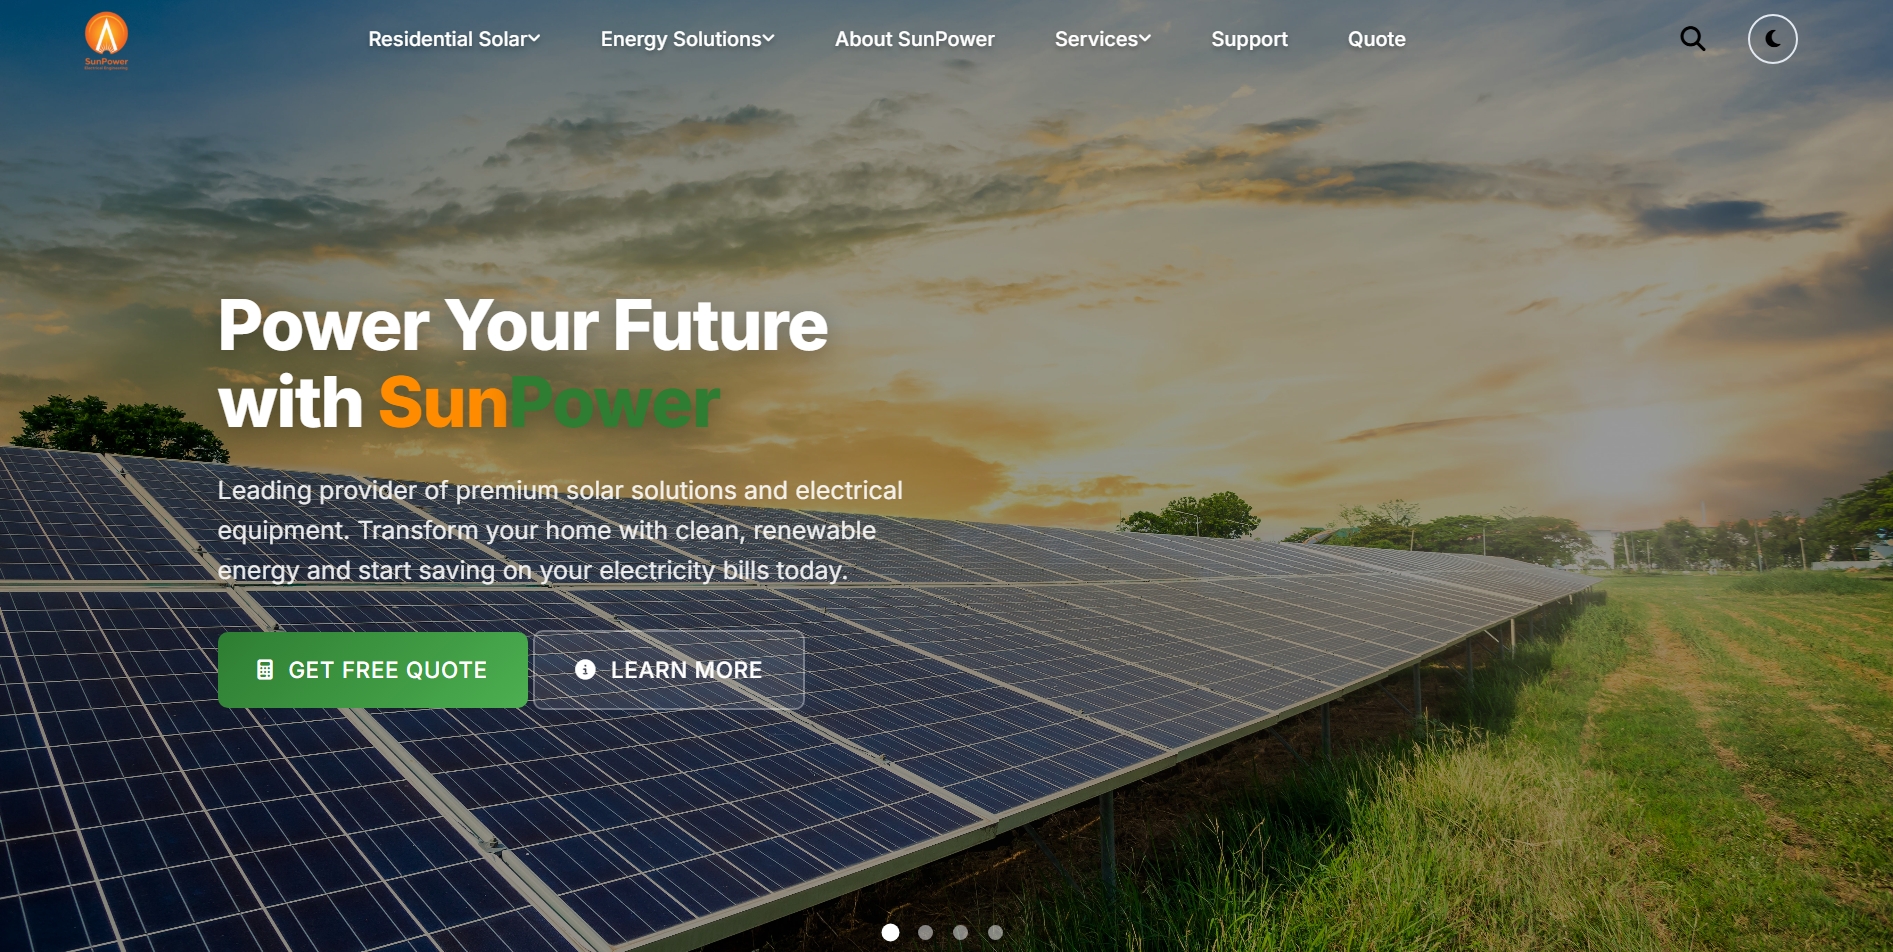 SunPower
Residential Solar
Energy Solutions
About SunPower
Services
Support
Quote
Power Your Future
with SunPower
Leading provider of premium solar solutions and electrical
equipment. Transform your home with clean, renewable
energy and start saving on your electricity bills today.
GET FREE QUOTE
LEARN MORE